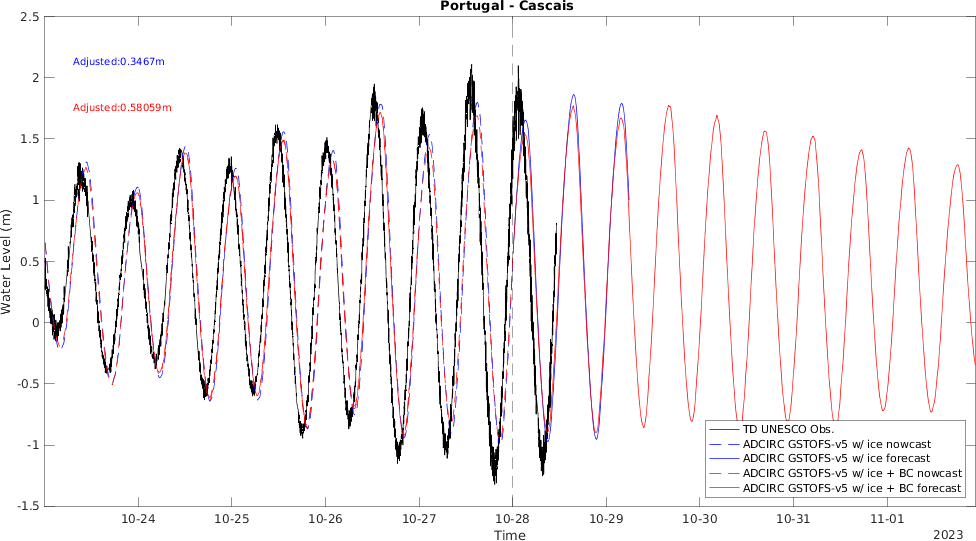 Portugal - Cascais
2.5
2
1.5
1
0.5
0
-0.5
-1
-1.5
Water Level (m)
Adjusted:0.3467m
Adjusted:0.58059m
TD UNESCO Obs.
ADCIRC GSTOFS-v5 w/ ice nowcast
ADCIRC GSTOFS-v5 w/ ice forecast
ADCIRC GSTOFS-v5 w/ ice + BC nowcast
ADCIRC GSTOFS-v5 w/ ice + BC forecast
10-24 10-25 10-26 10-27 10-28 10-29 10-30 10-31 11-01
Time
2023